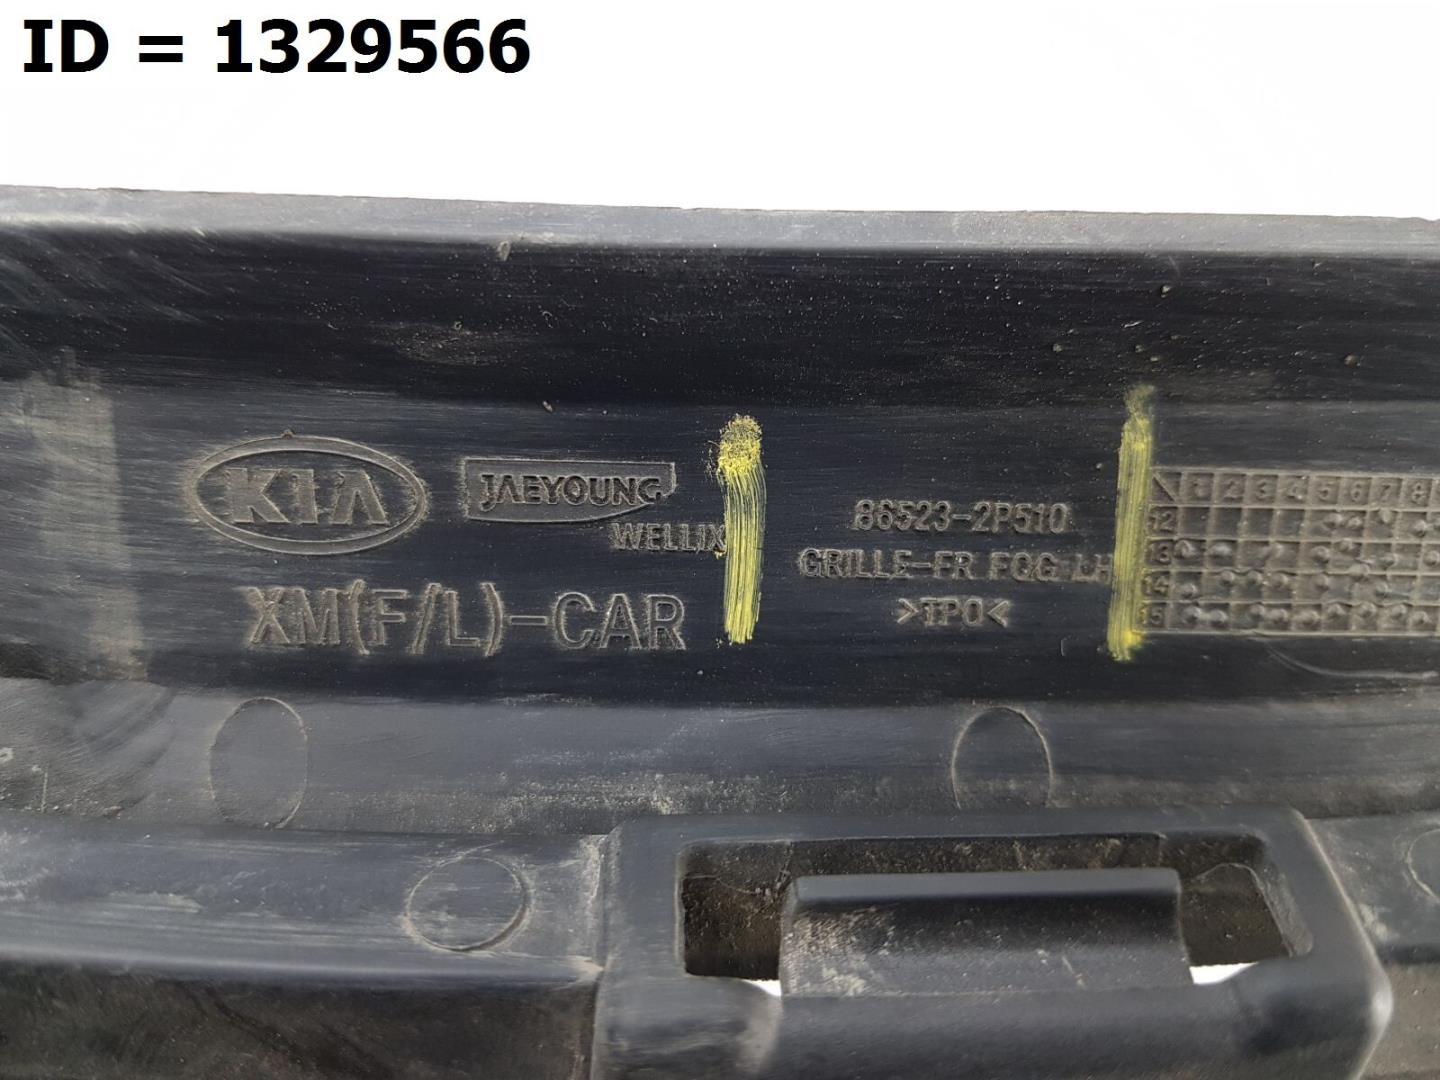 ID = 1329566
KIA
JAEYOUNG
WELLIX
XM(F/L)-CAR
86523-2P510
GRILLE-FR FOG LH
>TPO<
1 2 3 4 5 6 7 8
12
13
14
15